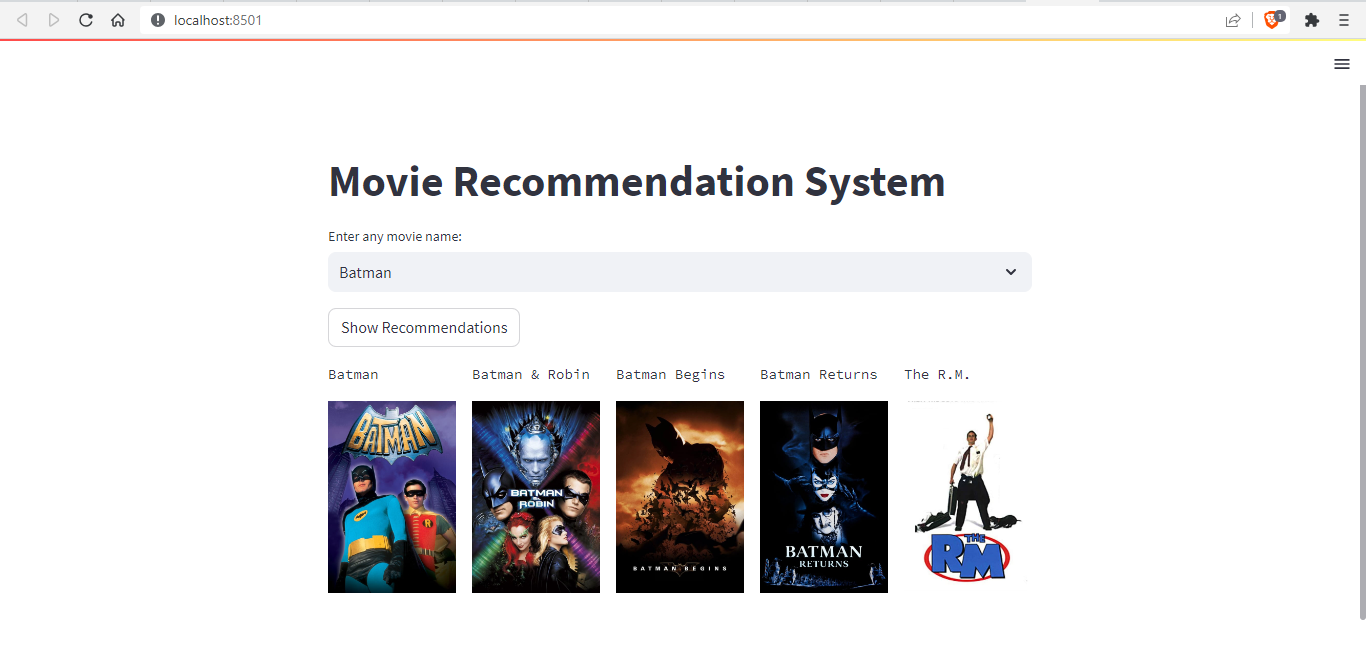 localhost:8501
1
Movie Recommendation System
Enter any movie name:
Batman
Show Recommendations
Batman
Batman & Robin
Batman Begins
Batman Returns
The R.M.
BATMAN
BATMAN
&
ROBIN
BATMAN BEGINS
BATMAN
RETURNS
THE
RM